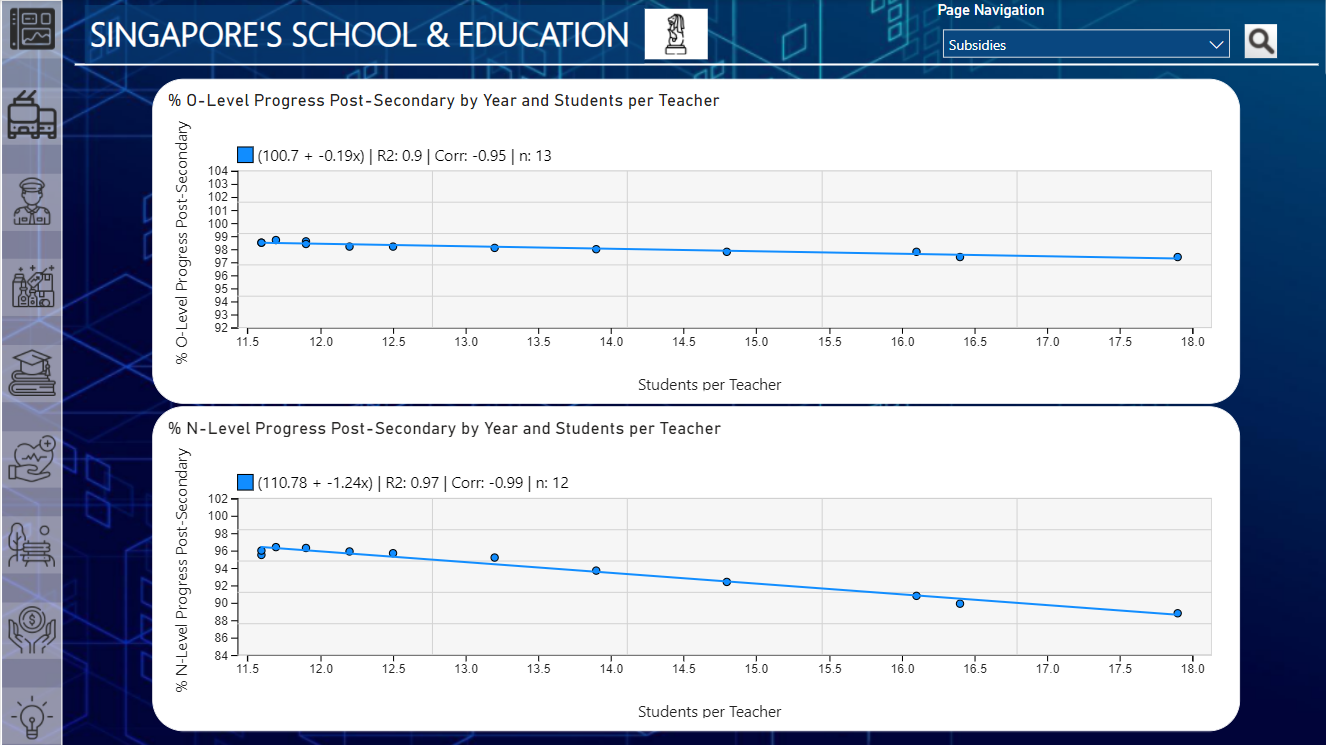 SINGAPORE'S SCHOOL & EDUCATION
Page Navigation
Subsidies
% O-Level Progress Post-Secondary by Year and Students per Teacher
(100.7 + -0.19x) | R2: 0.9 | Corr: -0.95 | n: 13
% O-Level Progress Post-Secondary
104
103
102
101
100
99
98
97
96
95
94
93
92
11.5 12.0 12.5 13.0 13.5 14.0 14.5 15.0 15.5 16.0 16.5 17.0 17.5 18.0
Students per Teacher
% N-Level Progress Post-Secondary by Year and Students per Teacher
(110.78 + -1.24x) | R2: 0.97 | Corr: -0.99 | n: 12
% N-Level Progress Post-Secondary
102
100
98
96
94
92
90
88
86
84
11.5 12.0 12.5 13.0 13.5 14.0 14.5 15.0 15.5 16.0 16.5 17.0 17.5 18.0
Students per Teacher